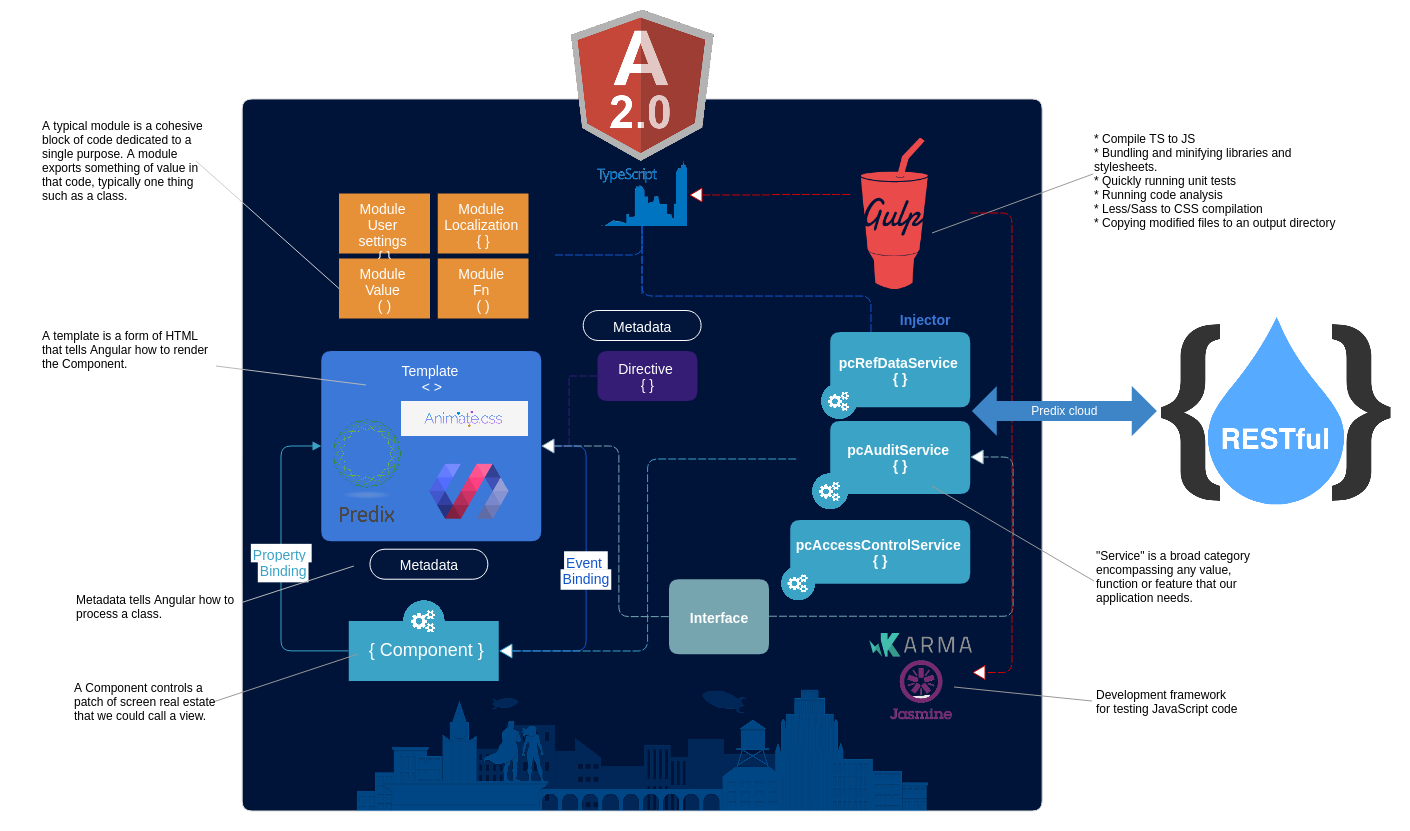 A
2.0
A typical module is a cohesive
block of code dedicated to a
single purpose. A module
exports something of value in
that code, typically one thing
such as a class.
* Compile TS to JS
* Bundling and minifying libraries and
stylesheets.
* Quickly running unit tests
* Running code analysis
* Less/Sass to CSS compilation
* Copying modified files to an output directory
TypeScript
Gulp
Module
User
settings
{ }
Module
Localization
{ }
Module
Value
( )
Module
Fn
( )
Metadata
Injector
A template is a form of HTML
that tells Angular how to render
the Component.
Template
< >
Animate.css
Predix
Directive
{ }
pcRefDataService
{ }
Predix cloud
{ RESTful }
pcAuditService
{ }
pcAccessControlService
{ }
Property
Binding
Metadata
Event
Binding
"Service" is a broad category
encompassing any value,
function or feature that our
application needs.
Metadata tells Angular how to
process a class.
Interface
{ Component }
KARMA
Jasmine
A Component controls a
patch of screen real estate
that we could call a view.
Development framework
for testing JavaScript code